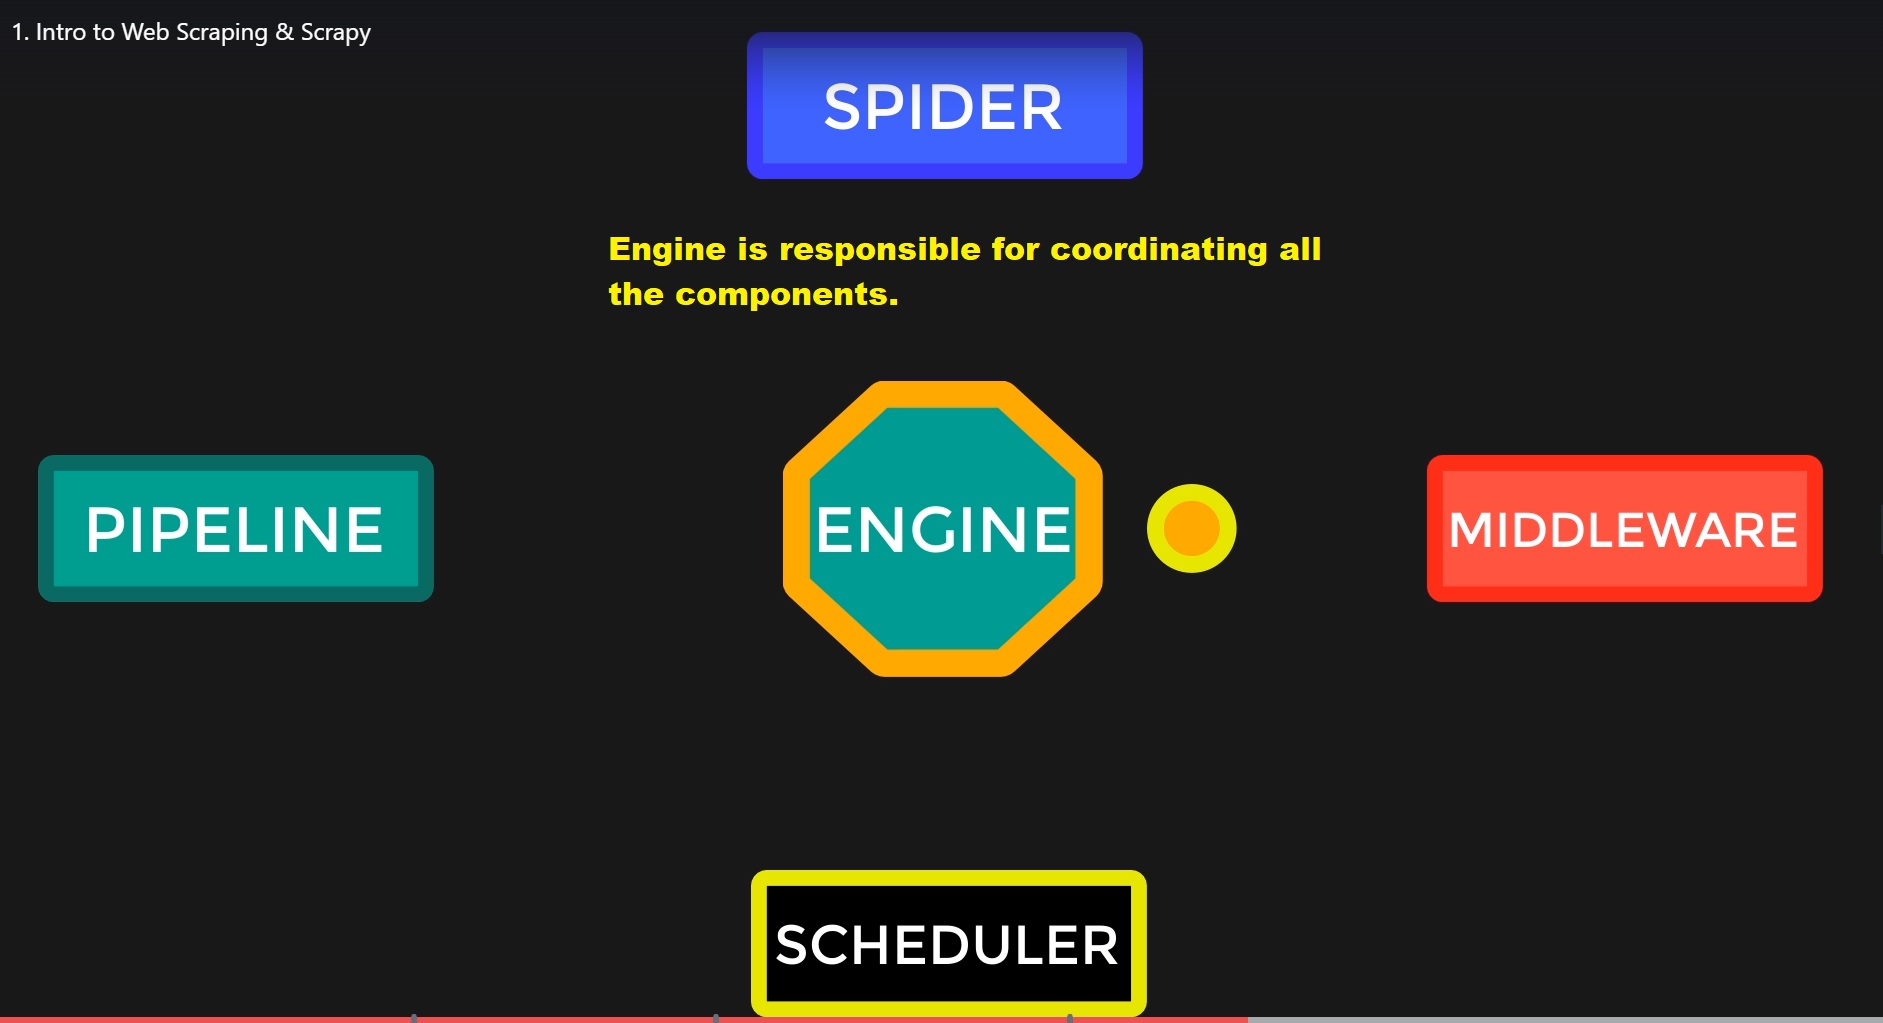 1. Intro to Web Scraping & Scrapy
SPIDER
Engine is responsible for coordinating all
the components.
PIPELINE
ENGINE
MIDDLEWARE
SCHEDULER